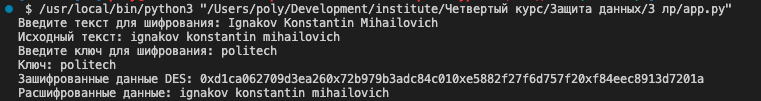 $ /usr/local/bin/python3 "/Users/poly/Development/institute/Четвертый курс/Защита данных/3 лр/app.py"
Введите текст для шифрования: Ignakov Konstantin Mihailovich
Исходный текст: ignakov konstantin mihailovich
Введите ключ для шифрования: politech
Ключ: politech
Зашифрованные данные DES: 0xd1ca062709d3ea260x72b979b3adc84c010xe5882f27f6d757f20xf84eec8913d7201a
Расшифрованные данные: ignakov konstantin mihailovich